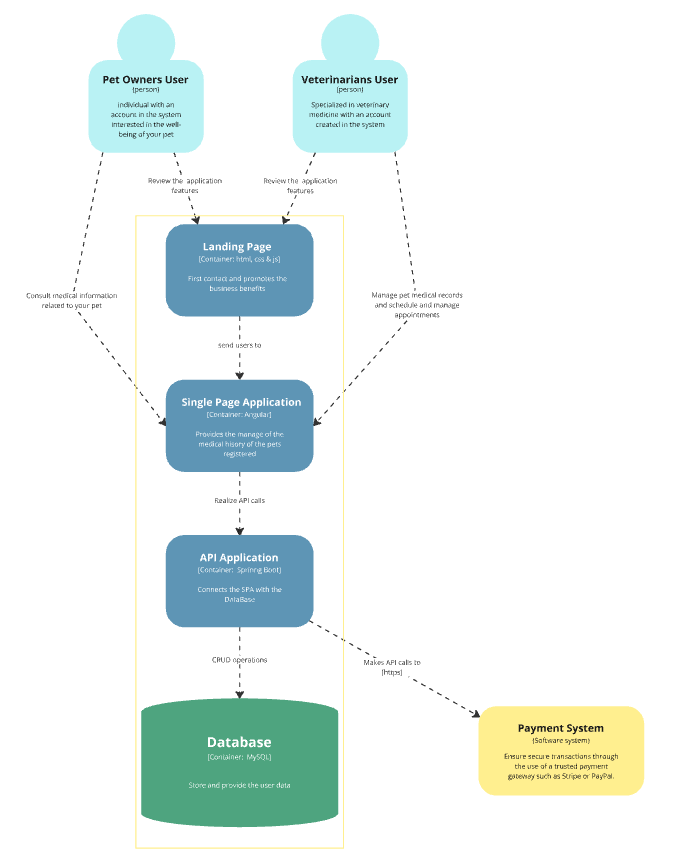 Pet Owners User
(person)
Individual with an
account in the system
interested in the well-
being of your pet
Veterinarians User
(person)
Specialized in veterinary
medicine with an account
created in the system
Review the application
features
Review the application
features
Landing Page
[Container: html, css & js]
First contact and promotes the
business benefits
Consult medical information
related to your pet
Manage pet medical records
and schedule and manage
appointments
send users to
Single Page Application
[Container: Angular]
Provides the manage of the
medical hisory of the pets
registered
Realize API calls
API Application
[Container: Sprinng Boot]
Connects the SPA with the
DataBase
CRUD operations
Makes API calls to
[https]
Database
[Container: MySQL]
Store and provide the user data
Payment System
(Software system)
Ensure secure transactions through
the use of a trusted payment
gateway such as Stripe or PayPal.